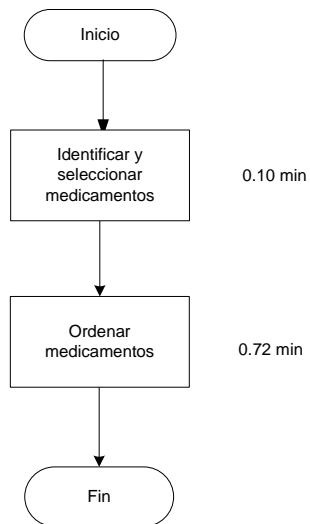 Inicio
Identificar y
seleccionar
medicamentos
0.10 min
Ordenar
medicamentos
0.72 min
Fin